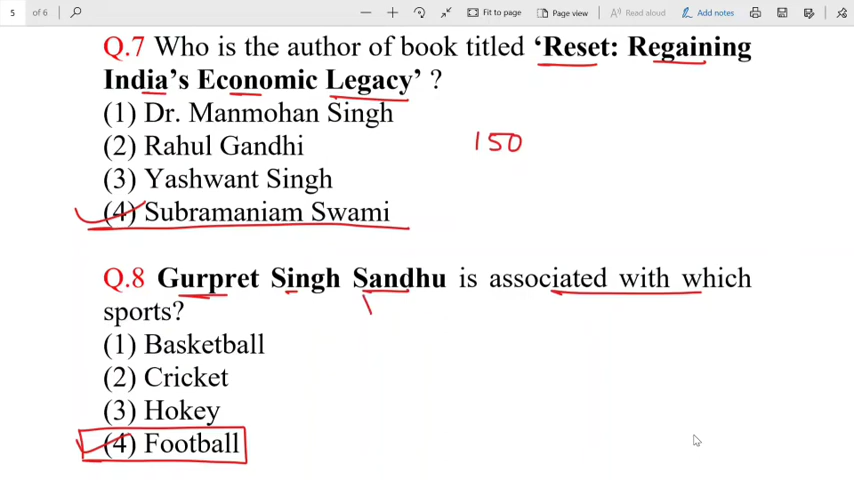 5 of 6 Fit to page Page view Read aloud Add notes
Q.7 Who is the author of book titled ‘Reset: Regaining
India’s Economic Legacy’ ?
(1) Dr. Manmohan Singh
(2) Rahul Gandhi
150
(3) Yashwant Singh
(4) Subramaniam Swami
Q.8 Gurpret Singh Sandhu is associated with which
sports?
(1) Basketball
(2) Cricket
(3) Hokey
(4) Football